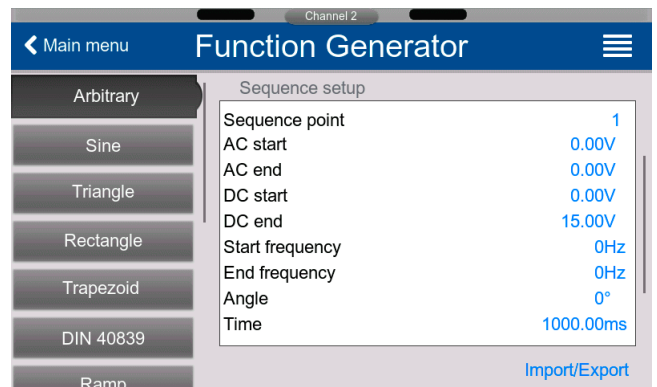 Channel 2
Main menu
Function Generator
Arbitrary
Sine
Triangle
Rectangle
Trapezoid
DIN 40839
Ramp
Sequence setup
Sequence point 1
AC start 0.00V
AC end 0.00V
DC start 0.00V
DC end 15.00V
Start frequency 0Hz
End frequency 0Hz
Angle 0°
Time 1000.00ms
Import/Export